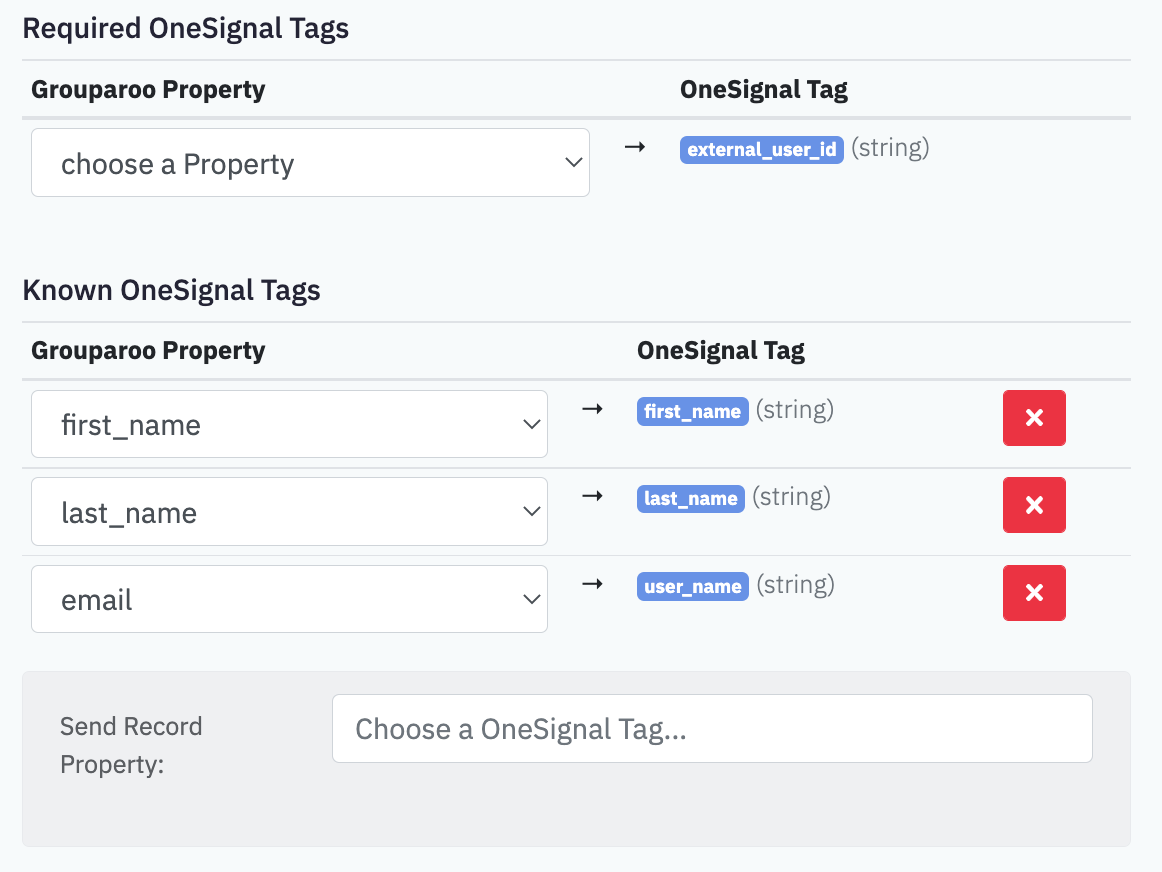 Required OneSignal Tags
Grouparoo Property OneSignal Tag
choose a Property → external_user_id (string)
Known OneSignal Tags
Grouparoo Property OneSignal Tag
first_name → first_name (string)
last_name → last_name (string)
email → user_name (string)
Send Record
Property:
Choose a OneSignal Tag...